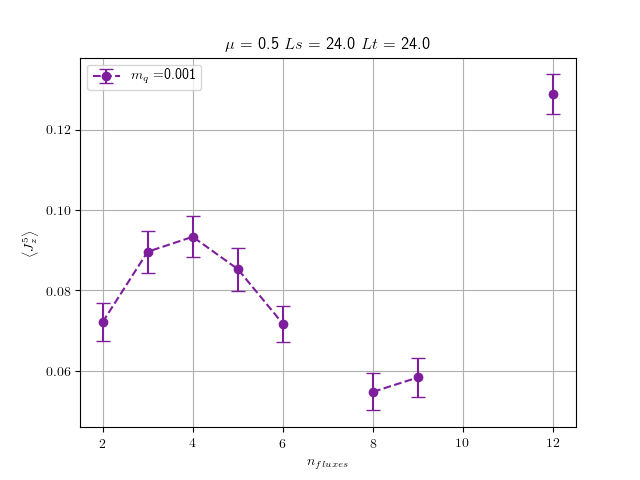 μ = 0.5 Ls = 24.0 Lt = 24.0
m_q =0.001
0.12
0.10
0.08
0.06
⟨J_z^5⟩
2 4 6 8 10 12
n_fluxes